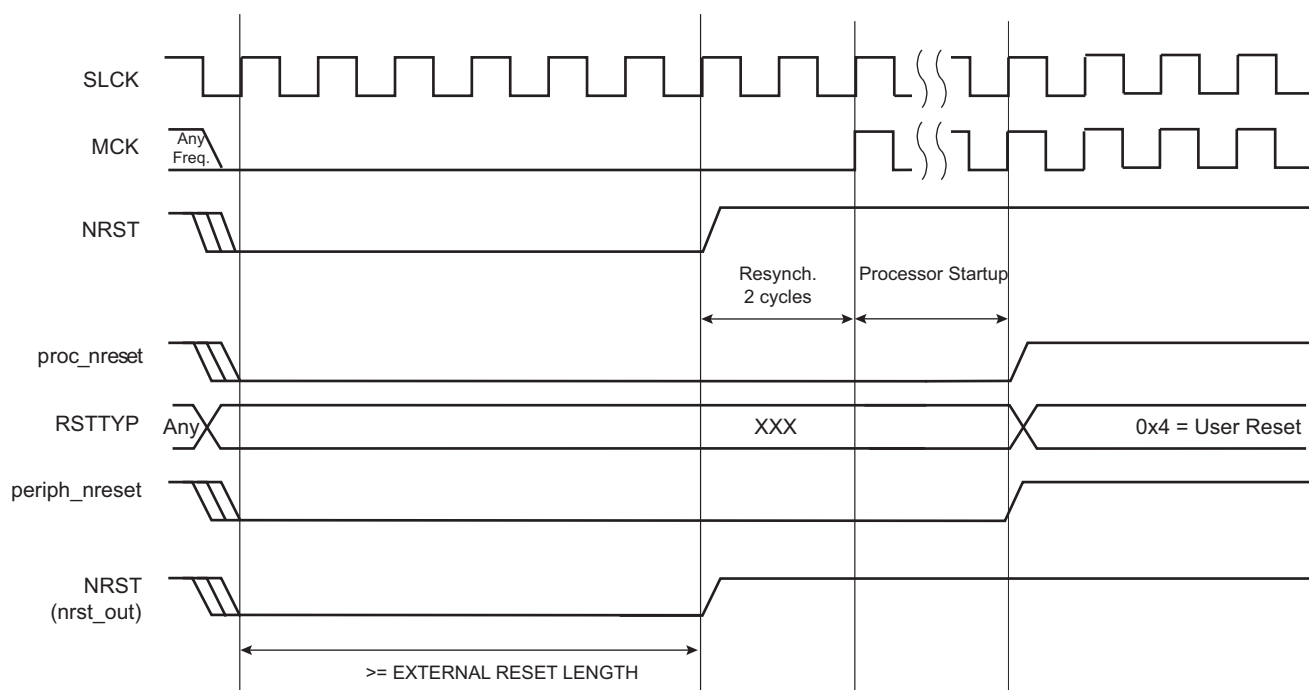 SLCK
MCK
Any
Freq.
NRST
Resynch.
2 cycles
Processor Startup
proc_nreset
RSTTYP
Any
XXX
0x4 = User Reset
periph_nreset
NRST
(nrst_out)
>= EXTERNAL RESET LENGTH